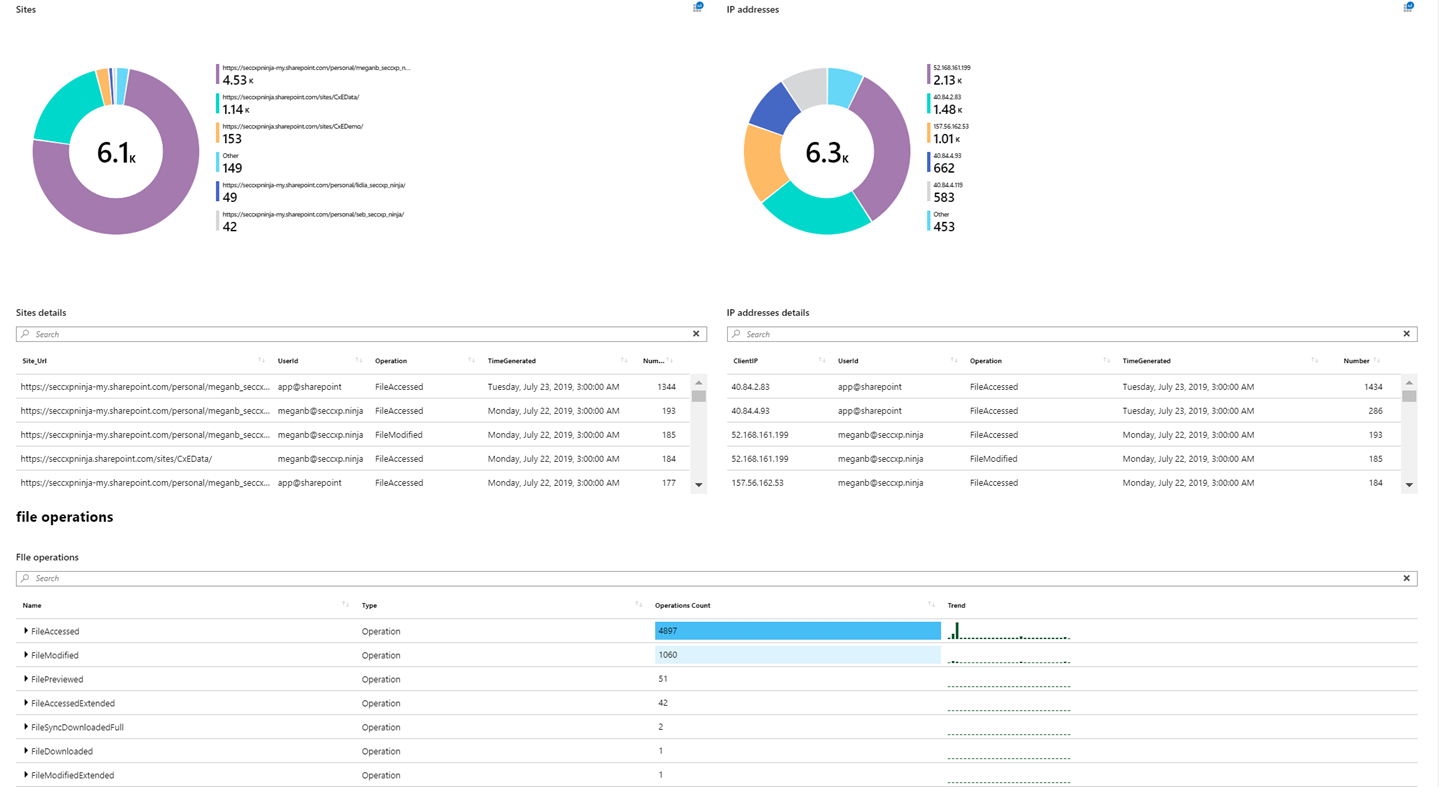 Sites
6.1K
https://seccxpninja-my.sharepoint.com/personal/meganb_seccxp_n...
4.53 K
https://seccxpninja.sharepoint.com/sites/CxEData/
1.14 K
https://seccxpninja.sharepoint.com/sites/CxEDemo/
153
Other
149
https://seccxpninja-my.sharepoint.com/personal/lidia_seccxp_ninja/
49
https://seccxpninja-my.sharepoint.com/personal/seb_seccxp_ninja/
42
IP addresses
6.3K
52.168.161.199
2.13 K
40.84.2.83
1.48 K
157.56.162.53
1.01 K
40.84.4.93
662
40.84.4.119
583
Other
453
Sites details
Search
Site_Url UserId Operation TimeGenerated Num...
https://seccxpninja-my.sharepoint.com/personal/meganb_seccx... app@sharepoint FileAccessed Tuesday, July 23, 2019, 3:00:00 AM 1344
https://seccxpninja-my.sharepoint.com/personal/meganb_seccx... meganb@seccxp.ninja FileAccessed Monday, July 22, 2019, 3:00:00 AM 193
https://seccxpninja-my.sharepoint.com/personal/meganb_seccx... meganb@seccxp.ninja FileModified Monday, July 22, 2019, 3:00:00 AM 185
https://seccxpninja.sharepoint.com/sites/CxEData/ meganb@seccxp.ninja FileAccessed Monday, July 22, 2019, 3:00:00 AM 184
https://seccxpninja-my.sharepoint.com/personal/meganb_seccx... app@sharepoint FileAccessed Monday, July 22, 2019, 3:00:00 AM 177
IP addresses details
Search
ClientIP UserId Operation TimeGenerated Number
40.84.2.83 app@sharepoint FileAccessed Tuesday, July 23, 2019, 3:00:00 AM 1434
40.84.4.93 app@sharepoint FileAccessed Tuesday, July 23, 2019, 3:00:00 AM 286
52.168.161.199 meganb@seccxp.ninja FileAccessed Monday, July 22, 2019, 3:00:00 AM 193
52.168.161.199 meganb@seccxp.ninja FileModified Monday, July 22, 2019, 3:00:00 AM 185
157.56.162.53 meganb@seccxp.ninja FileAccessed Monday, July 22, 2019, 3:00:00 AM 184
file operations
FIle operations
Search
Name Type Operations Count Trend
FileAccessed Operation 4897
FileModified Operation 1060
FilePreviewed Operation 51
FileAccessedExtended Operation 42
FileSyncDownloadedFull Operation 2
FileDownloaded Operation 1
FileModifiedExtended Operation 1